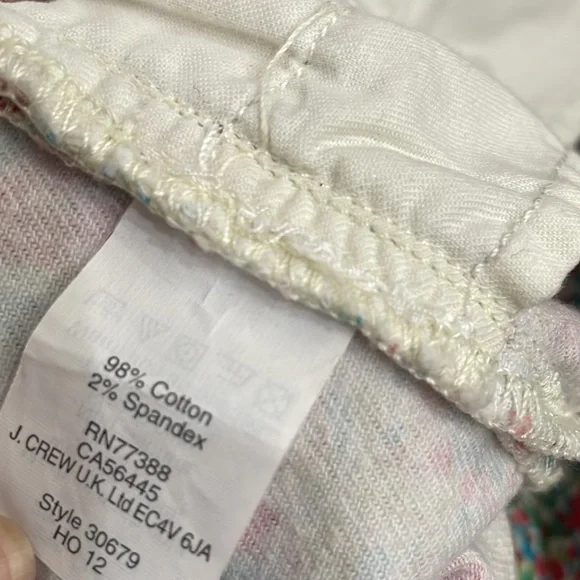 98% Cotton
2% Spandex
RN77388
CA56445
J. CREW U.K. Ltd EC4V 6JA
Style 30679
HO 12